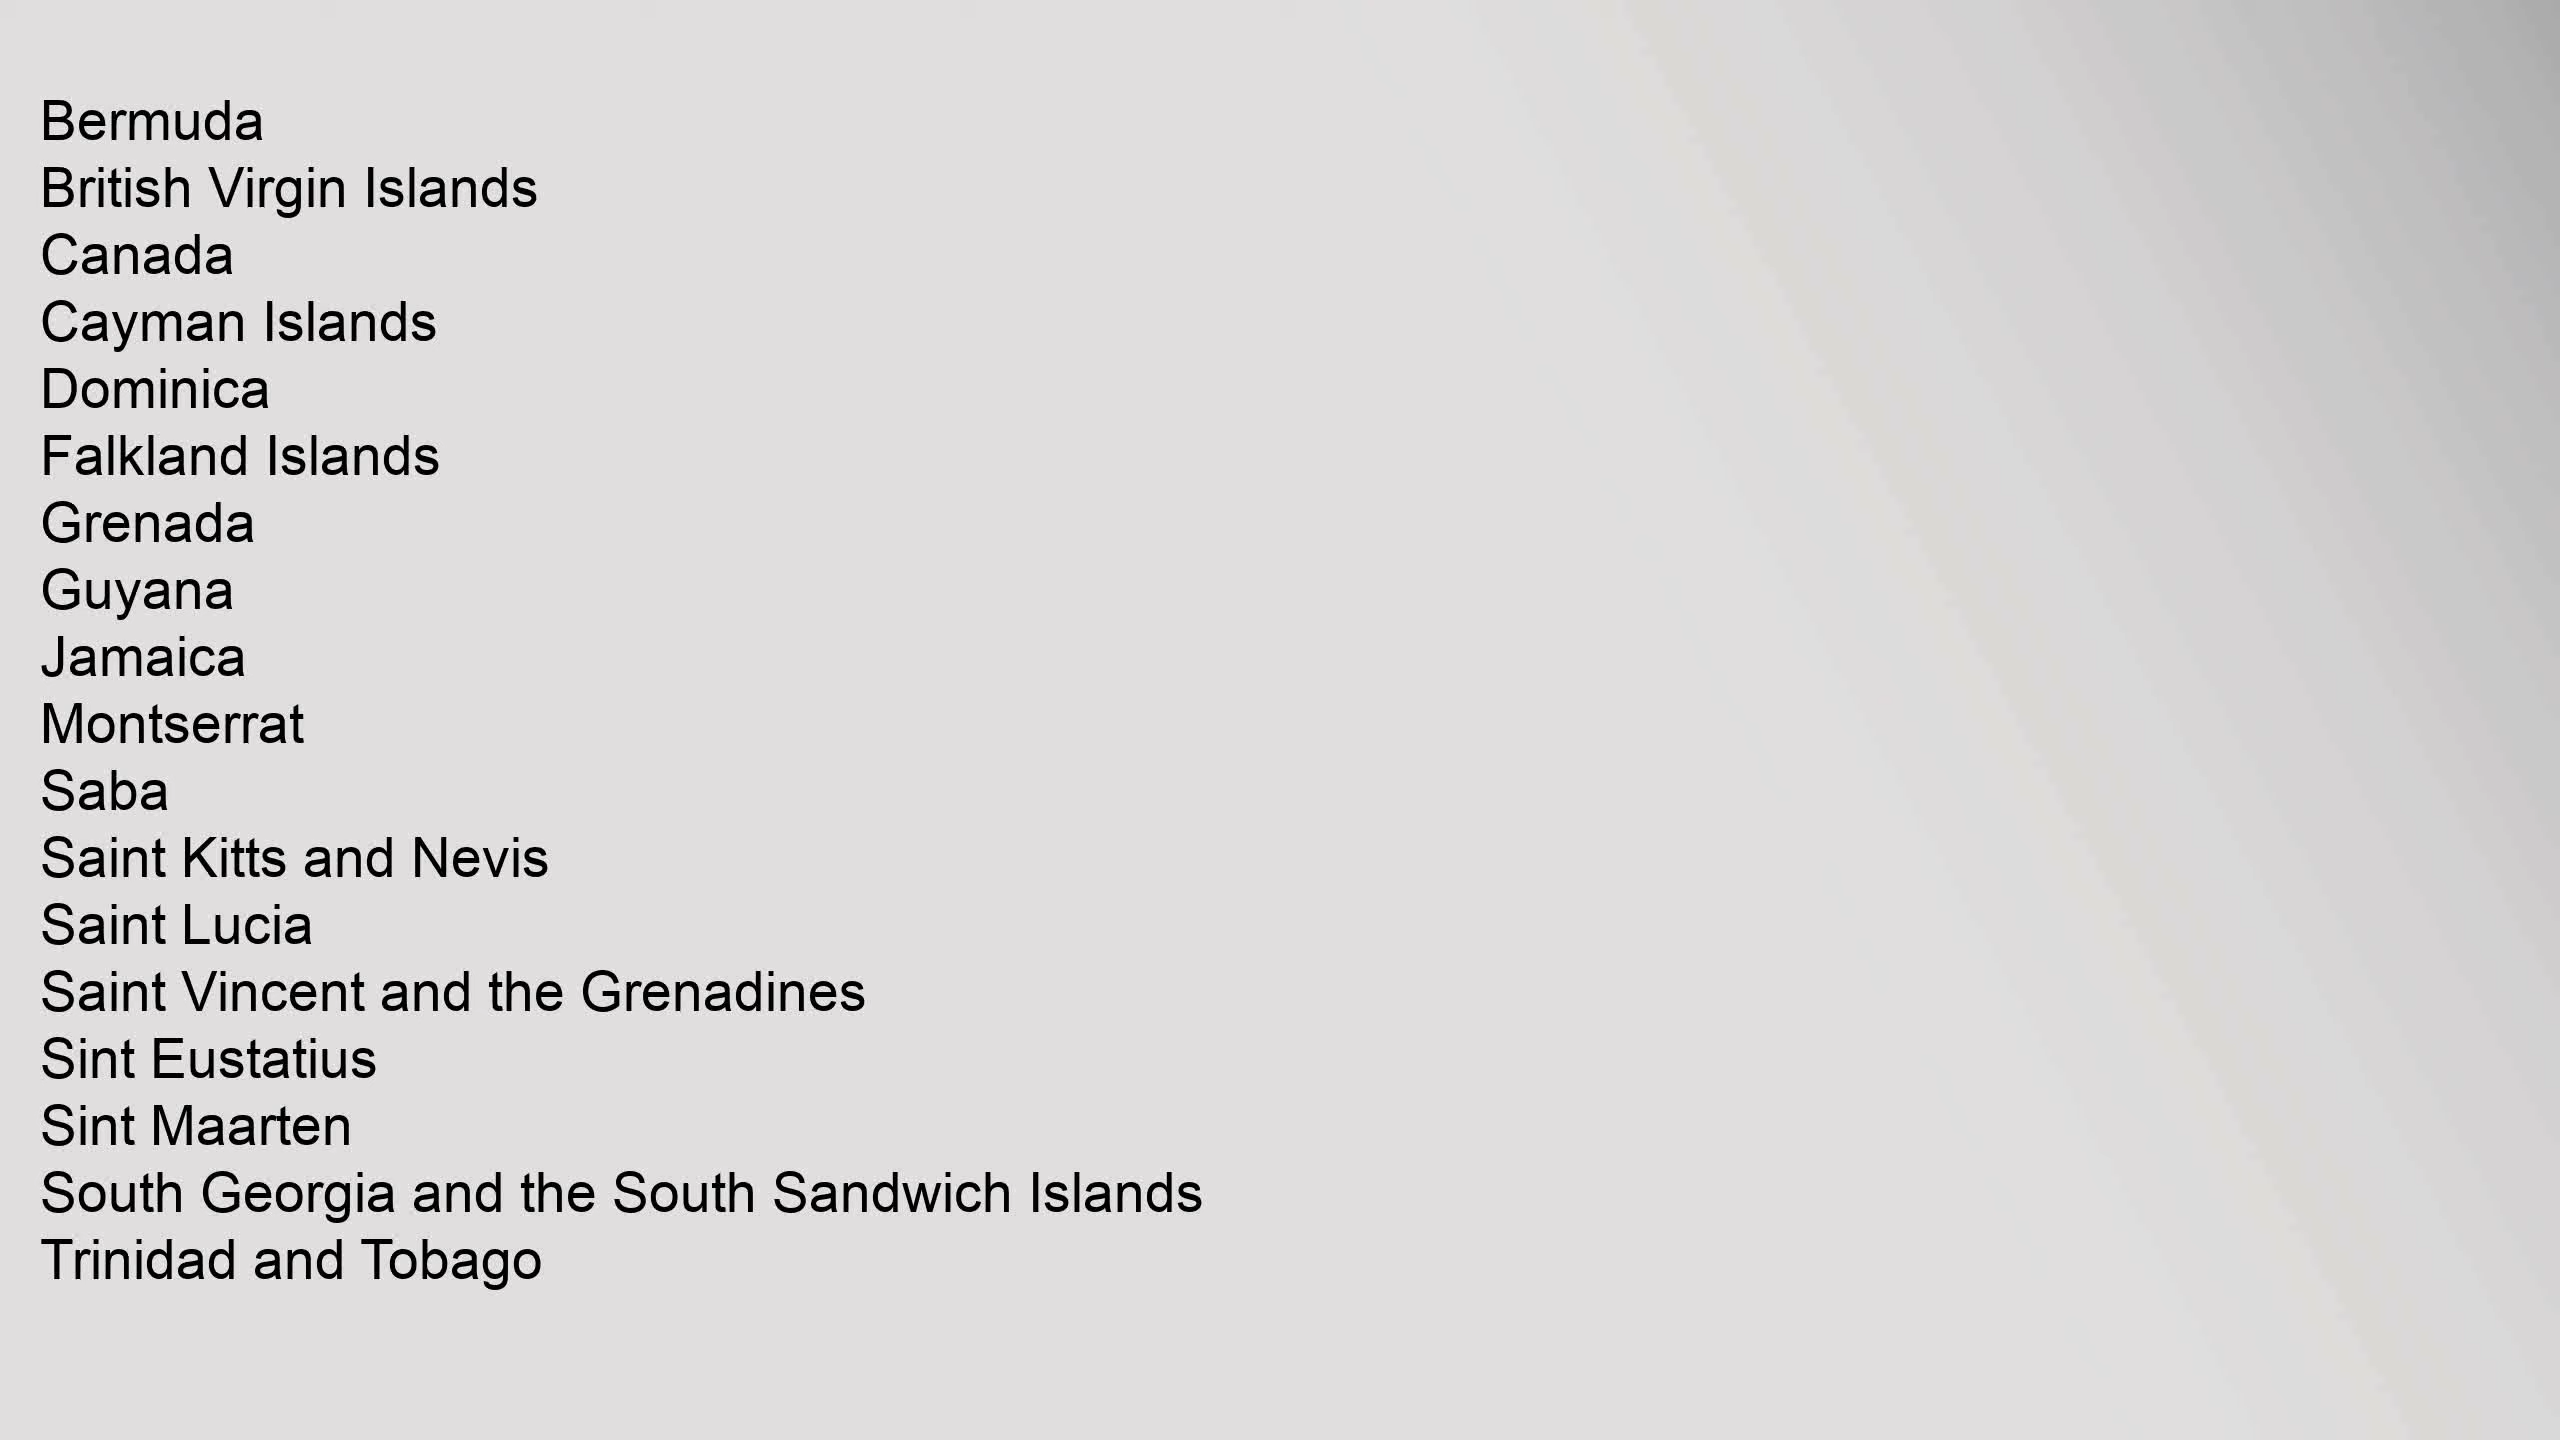 Bermuda
British Virgin Islands
Canada
Cayman Islands
Dominica
Falkland Islands
Grenada
Guyana
Jamaica
Montserrat
Saba
Saint Kitts and Nevis
Saint Lucia
Saint Vincent and the Grenadines
Sint Eustatius
Sint Maarten
South Georgia and the South Sandwich Islands
Trinidad and Tobago